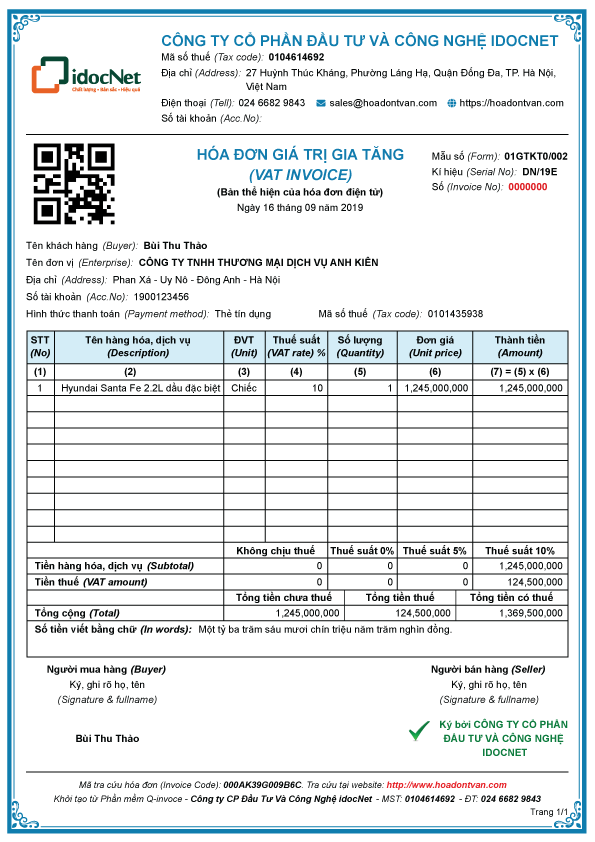 CÔNG TY CỔ PHẦN ĐẦU TƯ VÀ CÔNG NGHỆ IDOCNET
idocNet
Chất lượng • Bản sắc • Hiệu quả
Mã số thuế (Tax code): 0104614692
Địa chỉ (Address): 27 Huỳnh Thúc Kháng, Phường Láng Hạ, Quận Đống Đa, TP. Hà Nội,
Việt Nam
Điện thoại (Tell): 024 6682 9843 sales@hoadontvan.com https://hoadontvan.com
Số tài khoản (Acc.No):
HÓA ĐƠN GIÁ TRỊ GIA TĂNG
(VAT INVOICE)
(Bản thể hiện của hóa đơn điện tử)
Ngày 16 tháng 09 năm 2019
Mẫu số (Form): 01GTKT0/002
Kí hiệu (Serial No): DN/19E
Số (Invoice No): 0000000
Tên khách hàng (Buyer): Bùi Thu Thảo
Tên đơn vị (Enterprise): CÔNG TY TNHH THƯƠNG MẠI DỊCH VỤ ANH KIÊN
Địa chỉ (Address): Phan Xá - Uy Nô - Đông Anh - Hà Nội
Số tài khoản (Acc.No): 1900123456
Hình thức thanh toán (Payment method): Thẻ tín dụng Mã số thuế (Tax code): 0101435938
STT Tên hàng hóa, dịch vụ ĐVT Thuế suất Số lượng Đơn giá Thành tiền
(No) (Description) (Unit) (VAT rate) % (Quantity) (Unit price) (Amount)
(1) (2) (3) (4) (5) (6) (7) = (5) x (6)
1 Hyundai Santa Fe 2.2L dầu đặc biệt Chiếc 10 1 1,245,000,000 1,245,000,000
Không chịu thuế Thuế suất 0% Thuế suất 5% Thuế suất 10%
Tiền hàng hóa, dịch vụ (Subtotal) 0 0 0 1,245,000,000
Tiền thuế (VAT amount) 0 0 0 124,500,000
Tổng tiền chưa thuế Tổng tiền thuế Tổng tiền có thuế
Tổng cộng (Total) 1,245,000,000 124,500,000 1,369,500,000
Số tiền viết bằng chữ (In words): Một tỷ ba trăm sáu mươi chín triệu năm trăm nghìn đồng.
Người mua hàng (Buyer) Người bán hàng (Seller)
Ký, ghi rõ họ, tên Ký, ghi rõ họ, tên
(Signature & fullname) (Signature & fullname)
Bùi Thu Thảo
Ký bởi CÔNG TY CỔ PHẦN
ĐẦU TƯ VÀ CÔNG NGHỆ
IDOCNET
Mã tra cứu hóa đơn (Invoice Code): 000AK39G009B6C. Tra cứu tại website: http://www.hoadontvan.com
Khởi tạo từ Phần mềm Q-invoce - Công ty CP Đầu Tư Và Công Nghệ idocNet - MST: 0104614692 - ĐT: 024 6682 9843
Trang 1/1